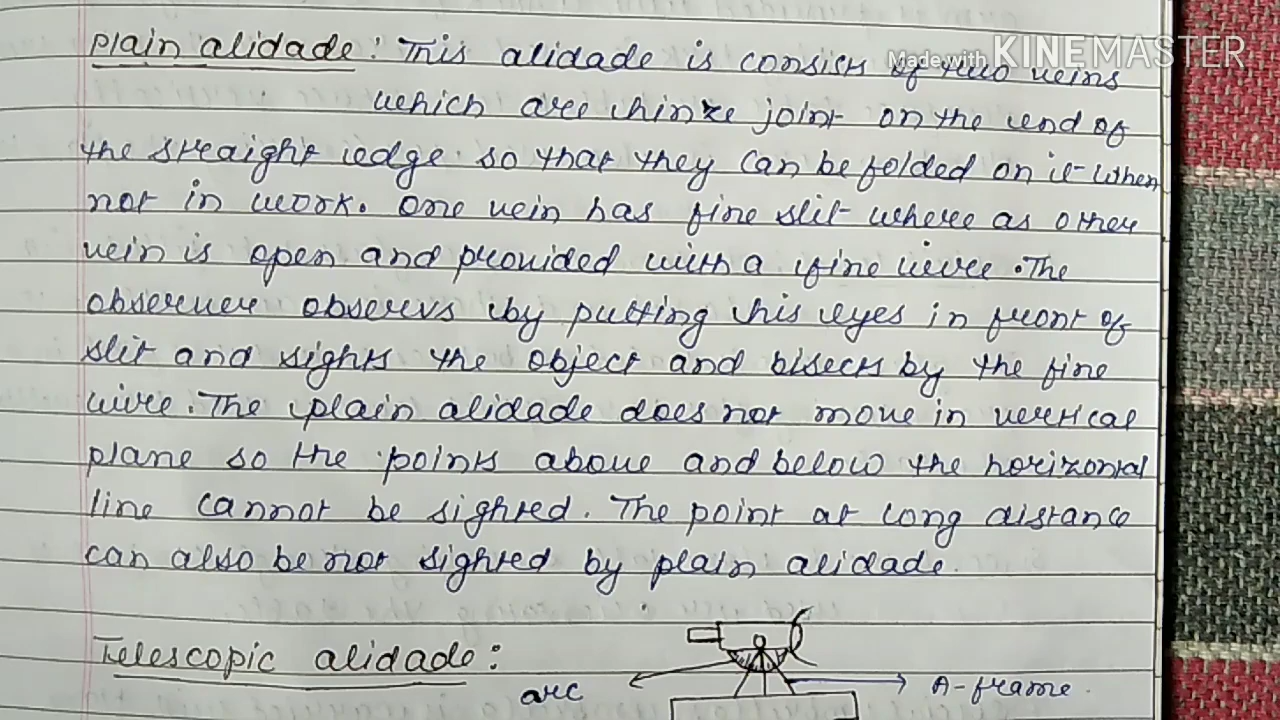 Plain alidade : This alidade is consists of two veins
Made with KINEMASTER
which are hinze joint on the end of
the straight edge. so that they can be folded on it when
not in work. One vein has fine slit where as other
vein is open and provided with a fine wire. The
observer observs by putting his eyes in front of
slit and sights the object and bisects by the fine
wire. The plain alidade does not move in vertical
plane so the points above and below the horizontal
line cannot be sighted. The point at long distance
can also be not sighted by plain alidade.
Telescopic alidade :
arc
A-frame